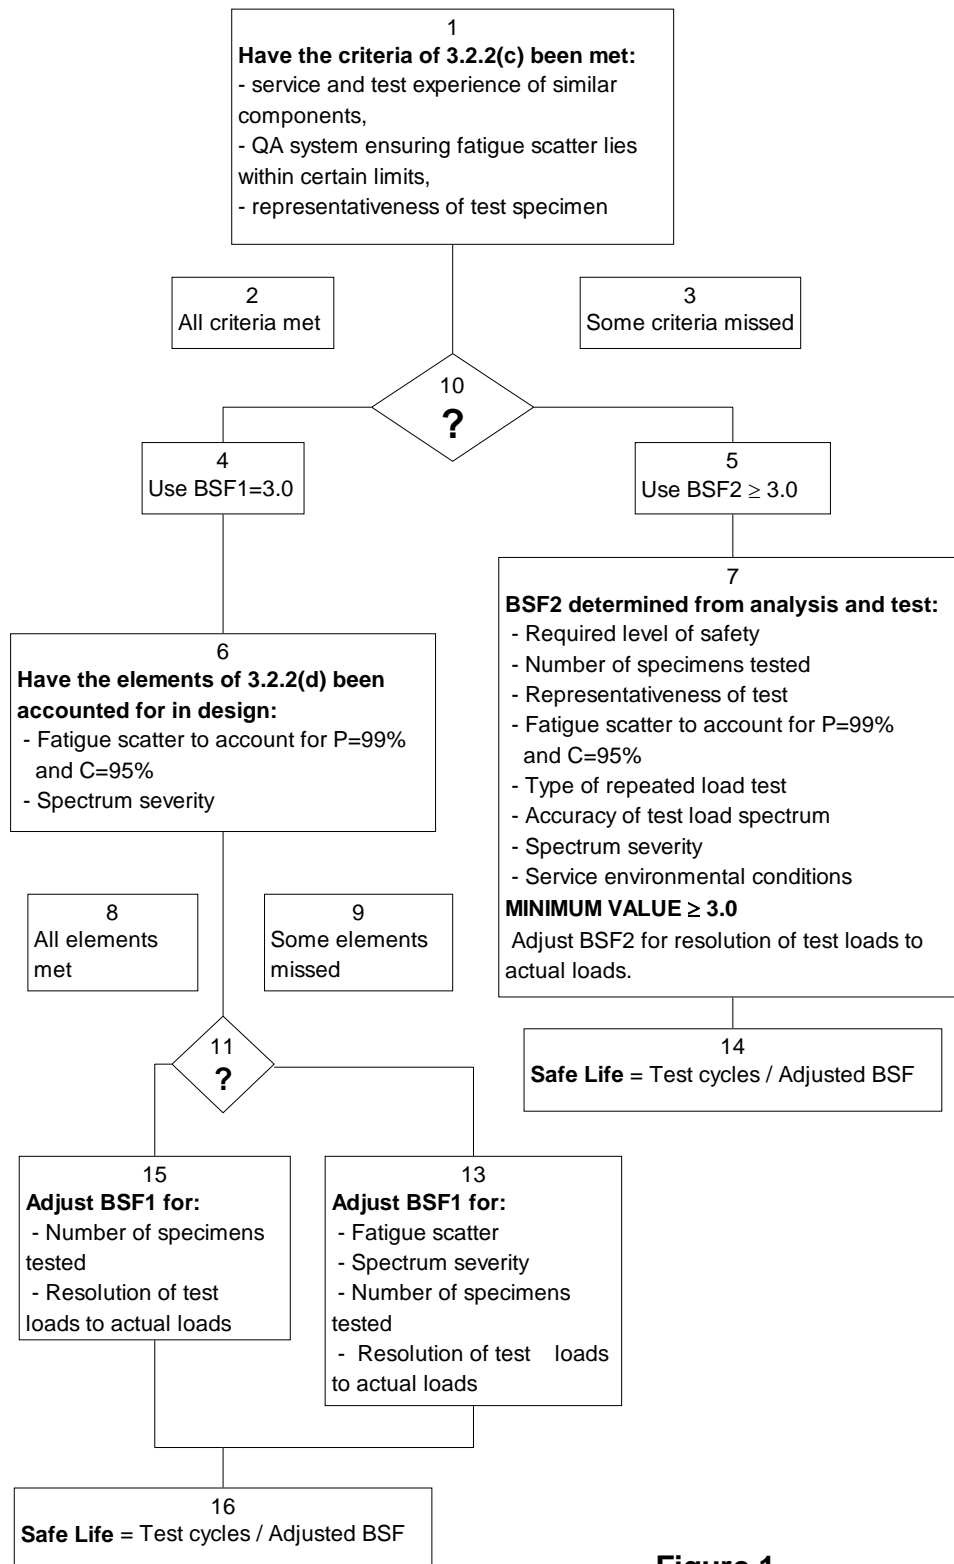 1
Have the criteria of 3.2.2(c) been met:
- service and test experience of similar
components,
- QA system ensuring fatigue scatter lies
within certain limits,
- representativeness of test specimen
2
All criteria met
3
Some criteria missed
10
?
4
Use BSF1=3.0
5
Use BSF2 ≥ 3.0
6
Have the elements of 3.2.2(d) been
accounted for in design:
- Fatigue scatter to account for P=99%
and C=95%
- Spectrum severity
7
BSF2 determined from analysis and test:
- Required level of safety
- Number of specimens tested
- Representativeness of test
- Fatigue scatter to account for P=99%
and C=95%
- Type of repeated load test
- Accuracy of test load spectrum
- Spectrum severity
- Service environmental conditions
MINIMUM VALUE ≥ 3.0
Adjust BSF2 for resolution of test loads to
actual loads.
8
All elements
met
9
Some elements
missed
11
?
14
Safe Life = Test cycles / Adjusted BSF
15
Adjust BSF1 for:
- Number of specimens
tested
- Resolution of test
loads to actual loads
13
Adjust BSF1 for:
- Fatigue scatter
- Spectrum severity
- Number of specimens
tested
- Resolution of test loads
to actual loads
16
Safe Life = Test cycles / Adjusted BSF
Figure 1